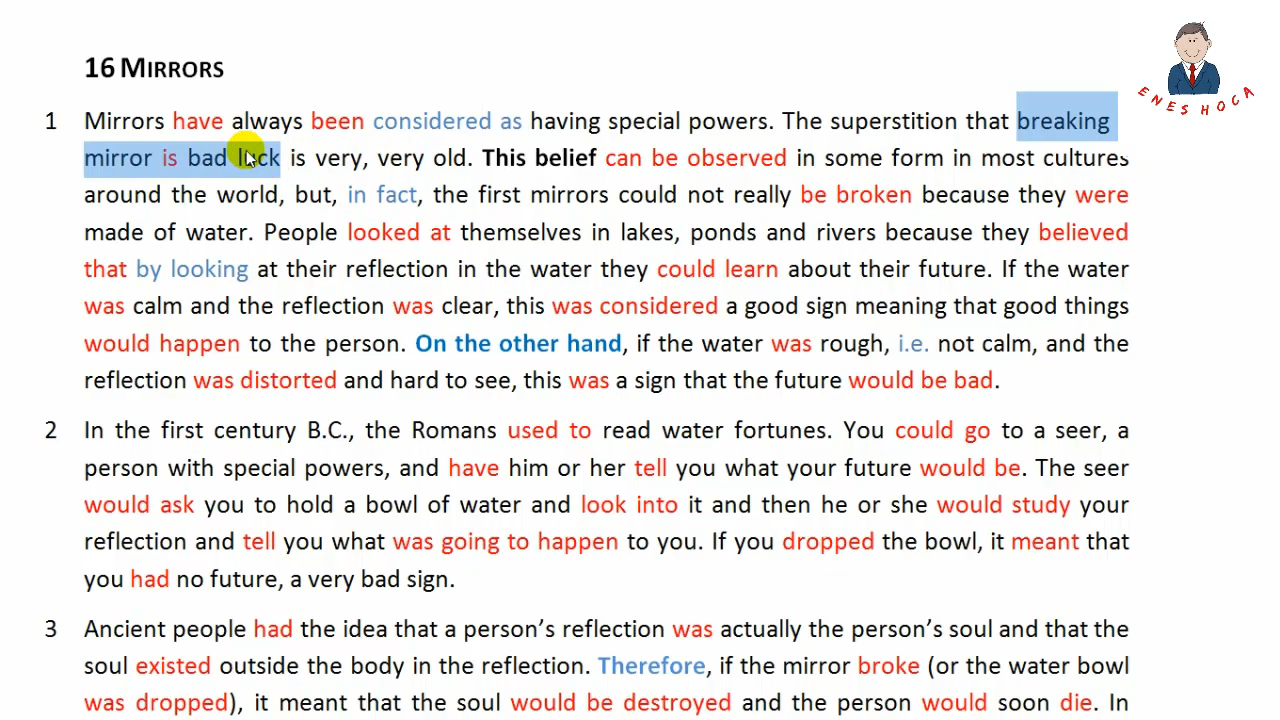 16 MIRRORS
ENES HOCA
1 Mirrors have always been considered as having special powers. The superstition that breaking
mirror is bad luck is very, very old. This belief can be observed in some form in most cultures
around the world, but, in fact, the first mirrors could not really be broken because they were
made of water. People looked at themselves in lakes, ponds and rivers because they believed
that by looking at their reflection in the water they could learn about their future. If the water
was calm and the reflection was clear, this was considered a good sign meaning that good things
would happen to the person. On the other hand, if the water was rough, i.e. not calm, and the
reflection was distorted and hard to see, this was a sign that the future would be bad.
2 In the first century B.C., the Romans used to read water fortunes. You could go to a seer, a
person with special powers, and have him or her tell you what your future would be. The seer
would ask you to hold a bowl of water and look into it and then he or she would study your
reflection and tell you what was going to happen to you. If you dropped the bowl, it meant that
you had no future, a very bad sign.
3 Ancient people had the idea that a person's reflection was actually the person's soul and that the
soul existed outside the body in the reflection. Therefore, if the mirror broke (or the water bowl
was dropped), it meant that the soul would be destroyed and the person would soon die. In